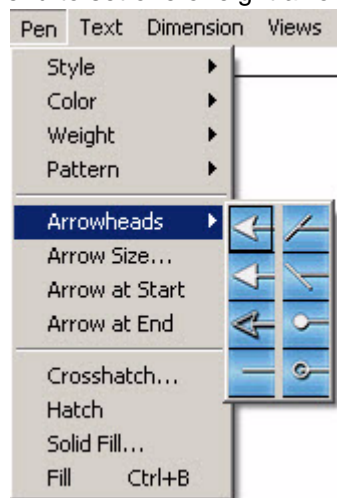 Pen Text Dimension Views
Style
Color
Weight
Pattern
Arrowheads
Arrow Size...
Arrow at Start
Arrow at End
Crosshatch...
Hatch
Solid Fill...
Fill Ctrl+B